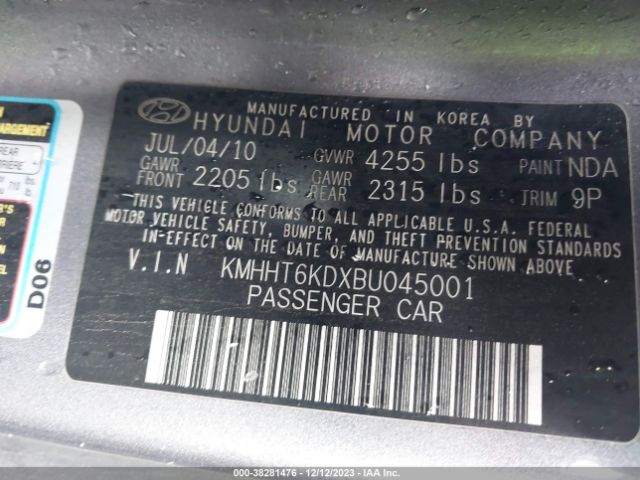 MANUFACTURED IN KOREA BY
HYUNDAI MOTOR COMPANY
JUL/04/10 GVWR 4255 lbs PAINT NDA
GAWR FRONT 2205 lbs GAWR REAR 2315 lbs TRIM 9P
THIS VEHICLE CONFORMS TO ALL APPLICABLE U.S.A. FEDERAL
MOTOR VEHICLE SAFETY, BUMPER, AND THEFT PREVENTION STANDARDS
IN-EFFECT ON THE DATE OF MANUFACTURE SHOWN ABOVE
V.I.N KMHHT6KDXBU045001
PASSENGER CAR
REAR
710 lbs
D06
000-38281476 • 12/12/2023 • IAA Inc.